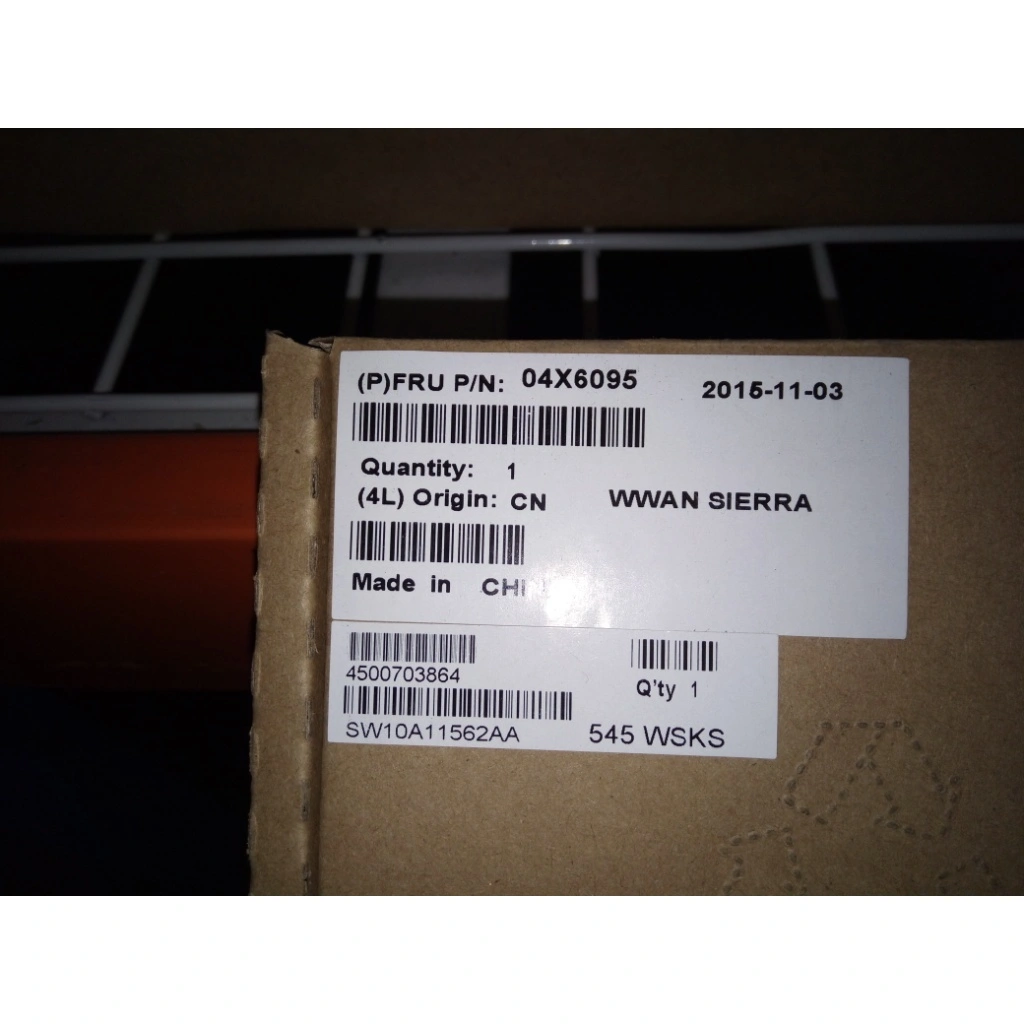 (P)FRU P/N: 04X6095 2015-11-03
Quantity: 1
(4L) Origin: CN WWAN SIERRA
Made in
4500703864
Q'ty 1
SW10A11562AA 545 WSKS